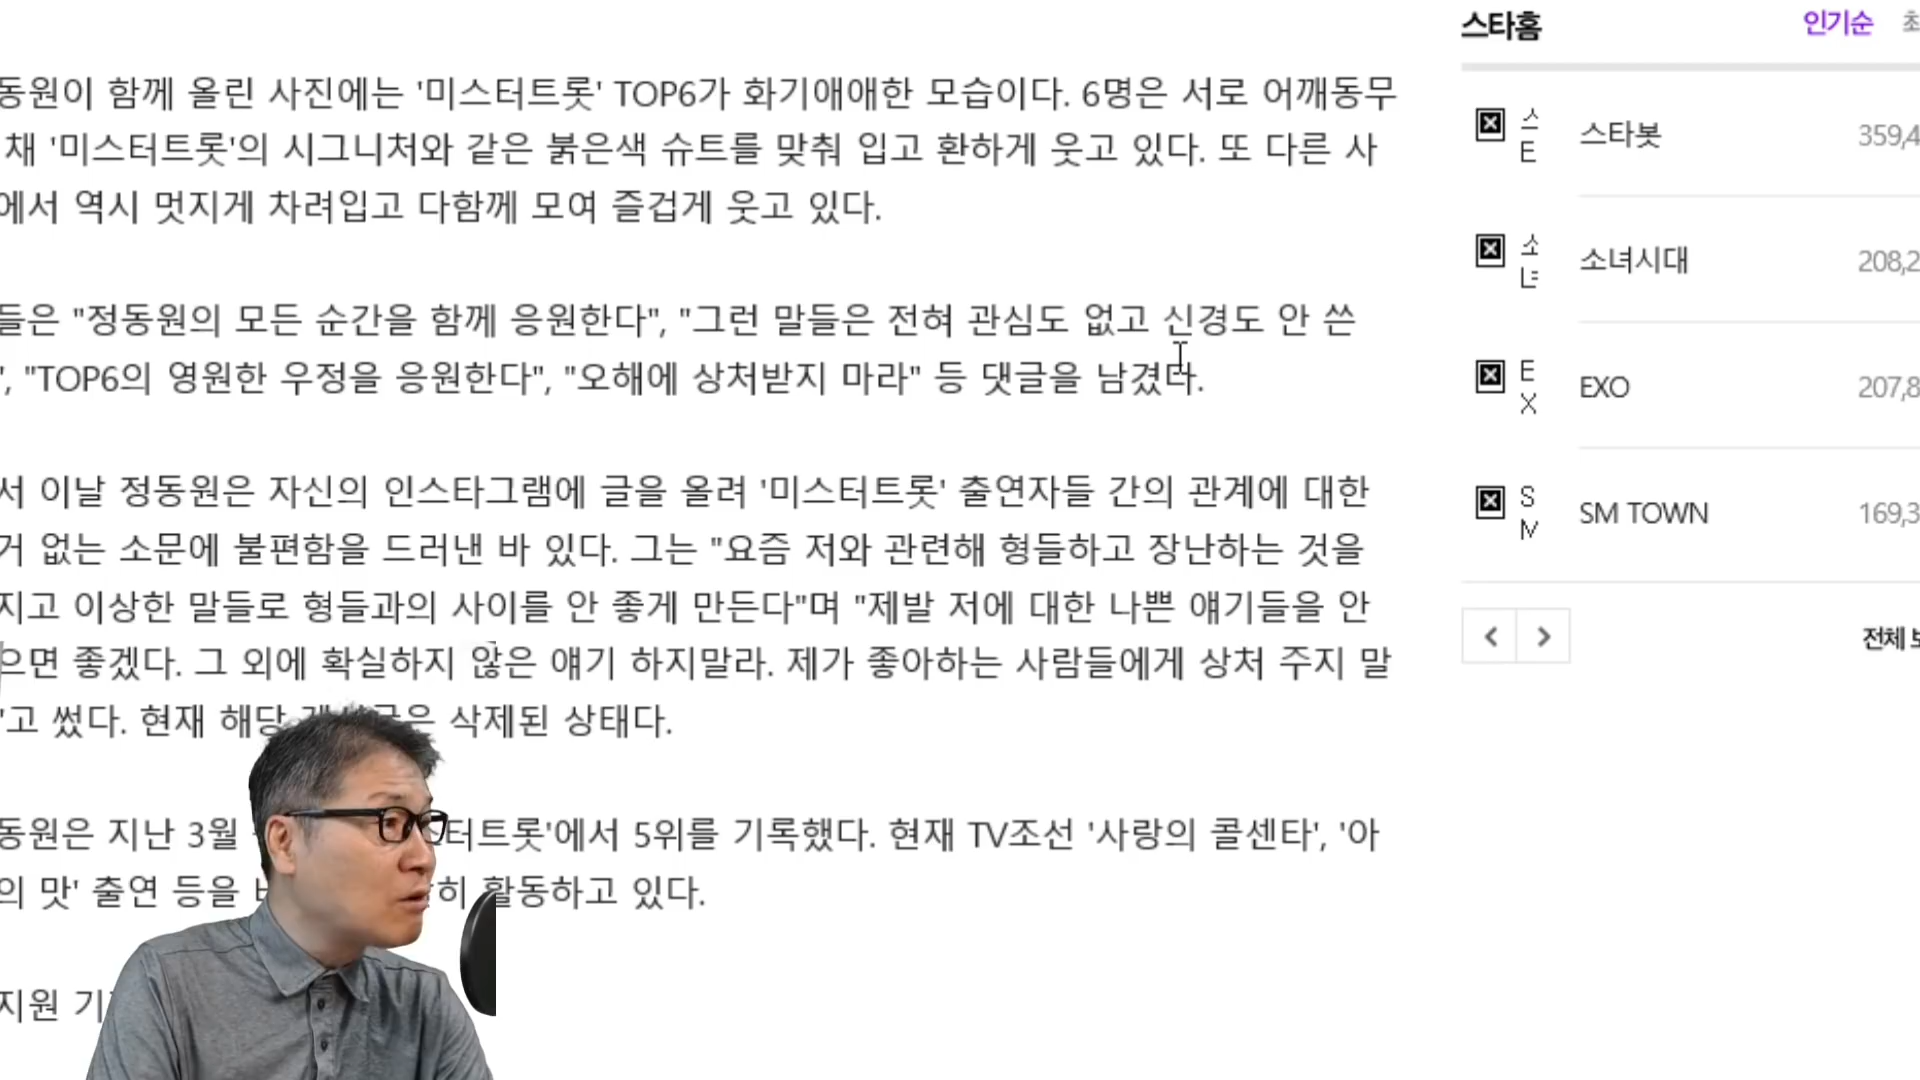 동원이 함께 올린 사진에는 '미스터트롯' TOP6가 화기애애한 모습이다. 6명은 서로 어깨동무
채 '미스터트롯'의 시그니처와 같은 붉은색 슈트를 맞춰 입고 환하게 웃고 있다. 또 다른 사
에서 역시 멋지게 차려입고 다함께 모여 즐겁게 웃고 있다.
들은 "정동원의 모든 순간을 함께 응원한다", "그런 말들은 전혀 관심도 없고 신경도 안 쓴
", "TOP6의 영원한 우정을 응원한다", "오해에 상처받지 마라" 등 댓글을 남겼다.
서 이날 정동원은 자신의 인스타그램에 글을 올려 '미스터트롯' 출연자들 간의 관계에 대한
거 없는 소문에 불편함을 드러낸 바 있다. 그는 "요즘 저와 관련해 형들하고 장난하는 것을
지고 이상한 말들로 형들과의 사이를 안 좋게 만든다"며 "제발 저에 대한 나쁜 얘기들을 안
으면 좋겠다. 그 외에 확실하지 않은 얘기 하지말라. 제가 좋아하는 사람들에게 상처 주지 말
"고 썼다. 현재 해당 삭제된 상태다.
동원은 지난 3월 터트롯'에서 5위를 기록했다. 현재 TV조선 '사랑의 콜센타', '아
의 맛' 출연 등을 히 활동하고 있다.
지원 기
스타홈 인기순 최
스타봇 359,4
소녀시대 208,2
EXO 207,8
SM TOWN 169,3
전체 보